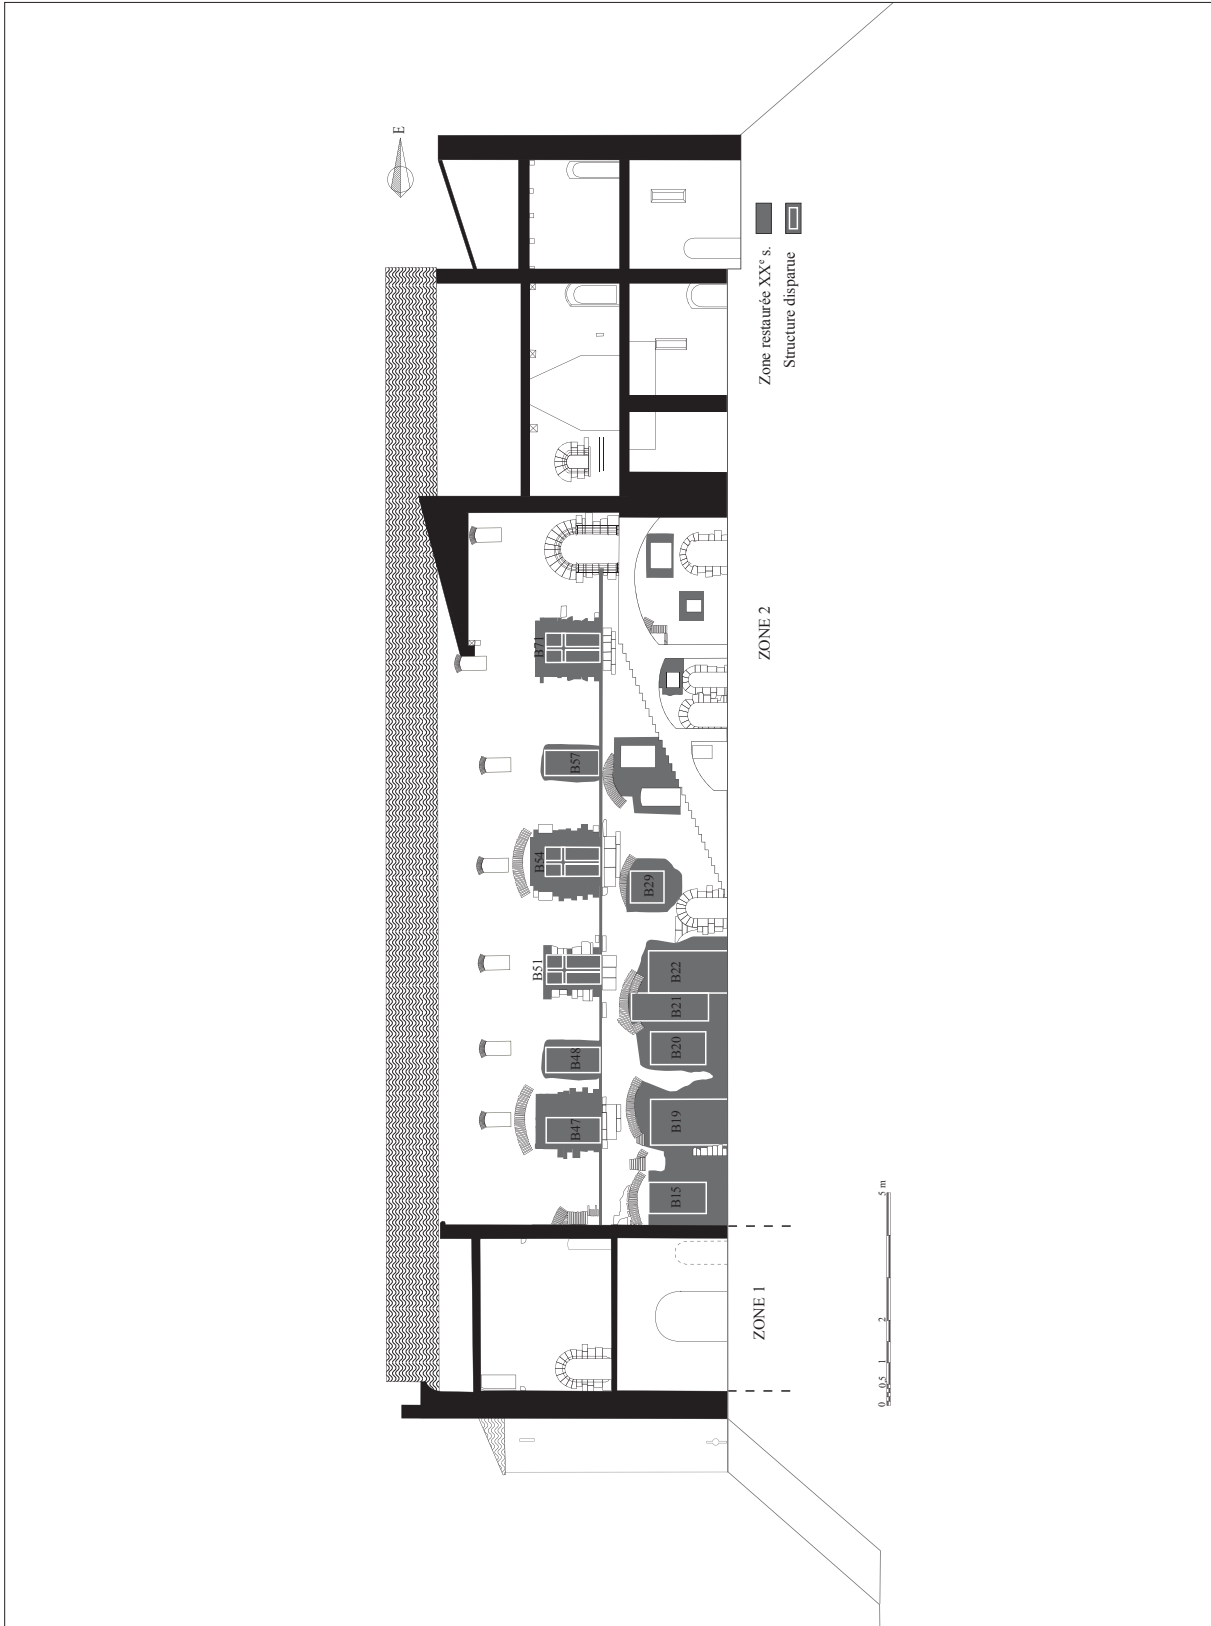 E
Zone restaurée XXe s.
Structure disparue
B71
B57
B54
B51
B48
B47
B29
B22
B21
B20
B19
B15
ZONE 1
ZONE 2
0 0,5 1 2 5 m